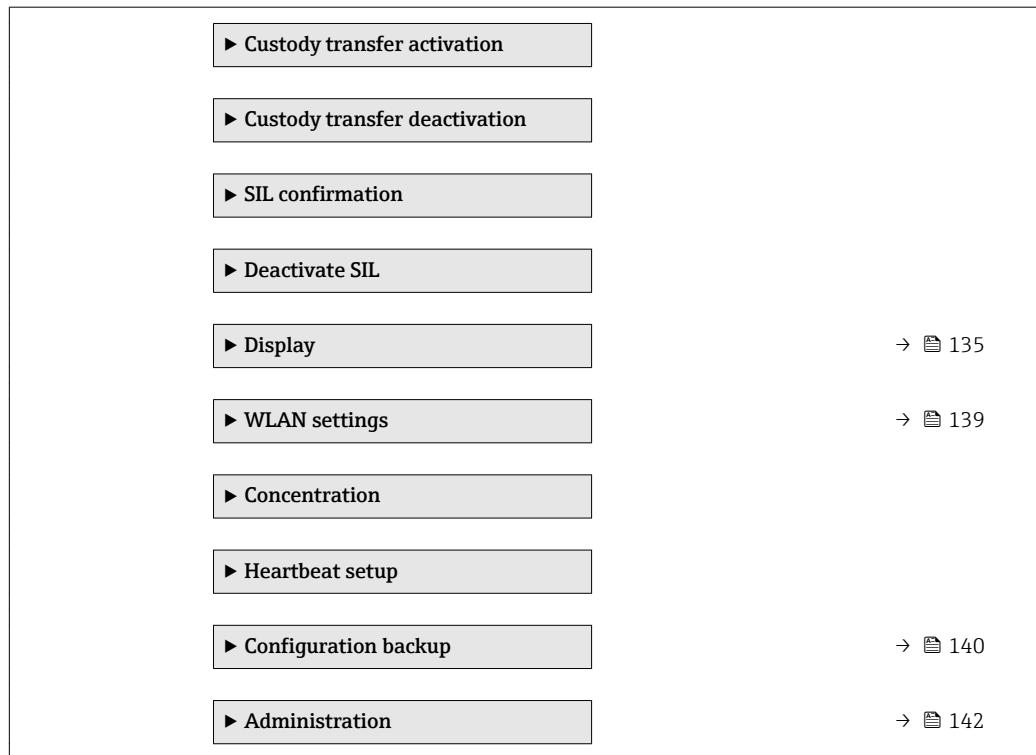 ▶ Custody transfer activation
▶ Custody transfer deactivation
▶ SIL confirmation
▶ Deactivate SIL
▶ Display → 135
▶ WLAN settings → 139
▶ Concentration
▶ Heartbeat setup
▶ Configuration backup → 140
▶ Administration → 142